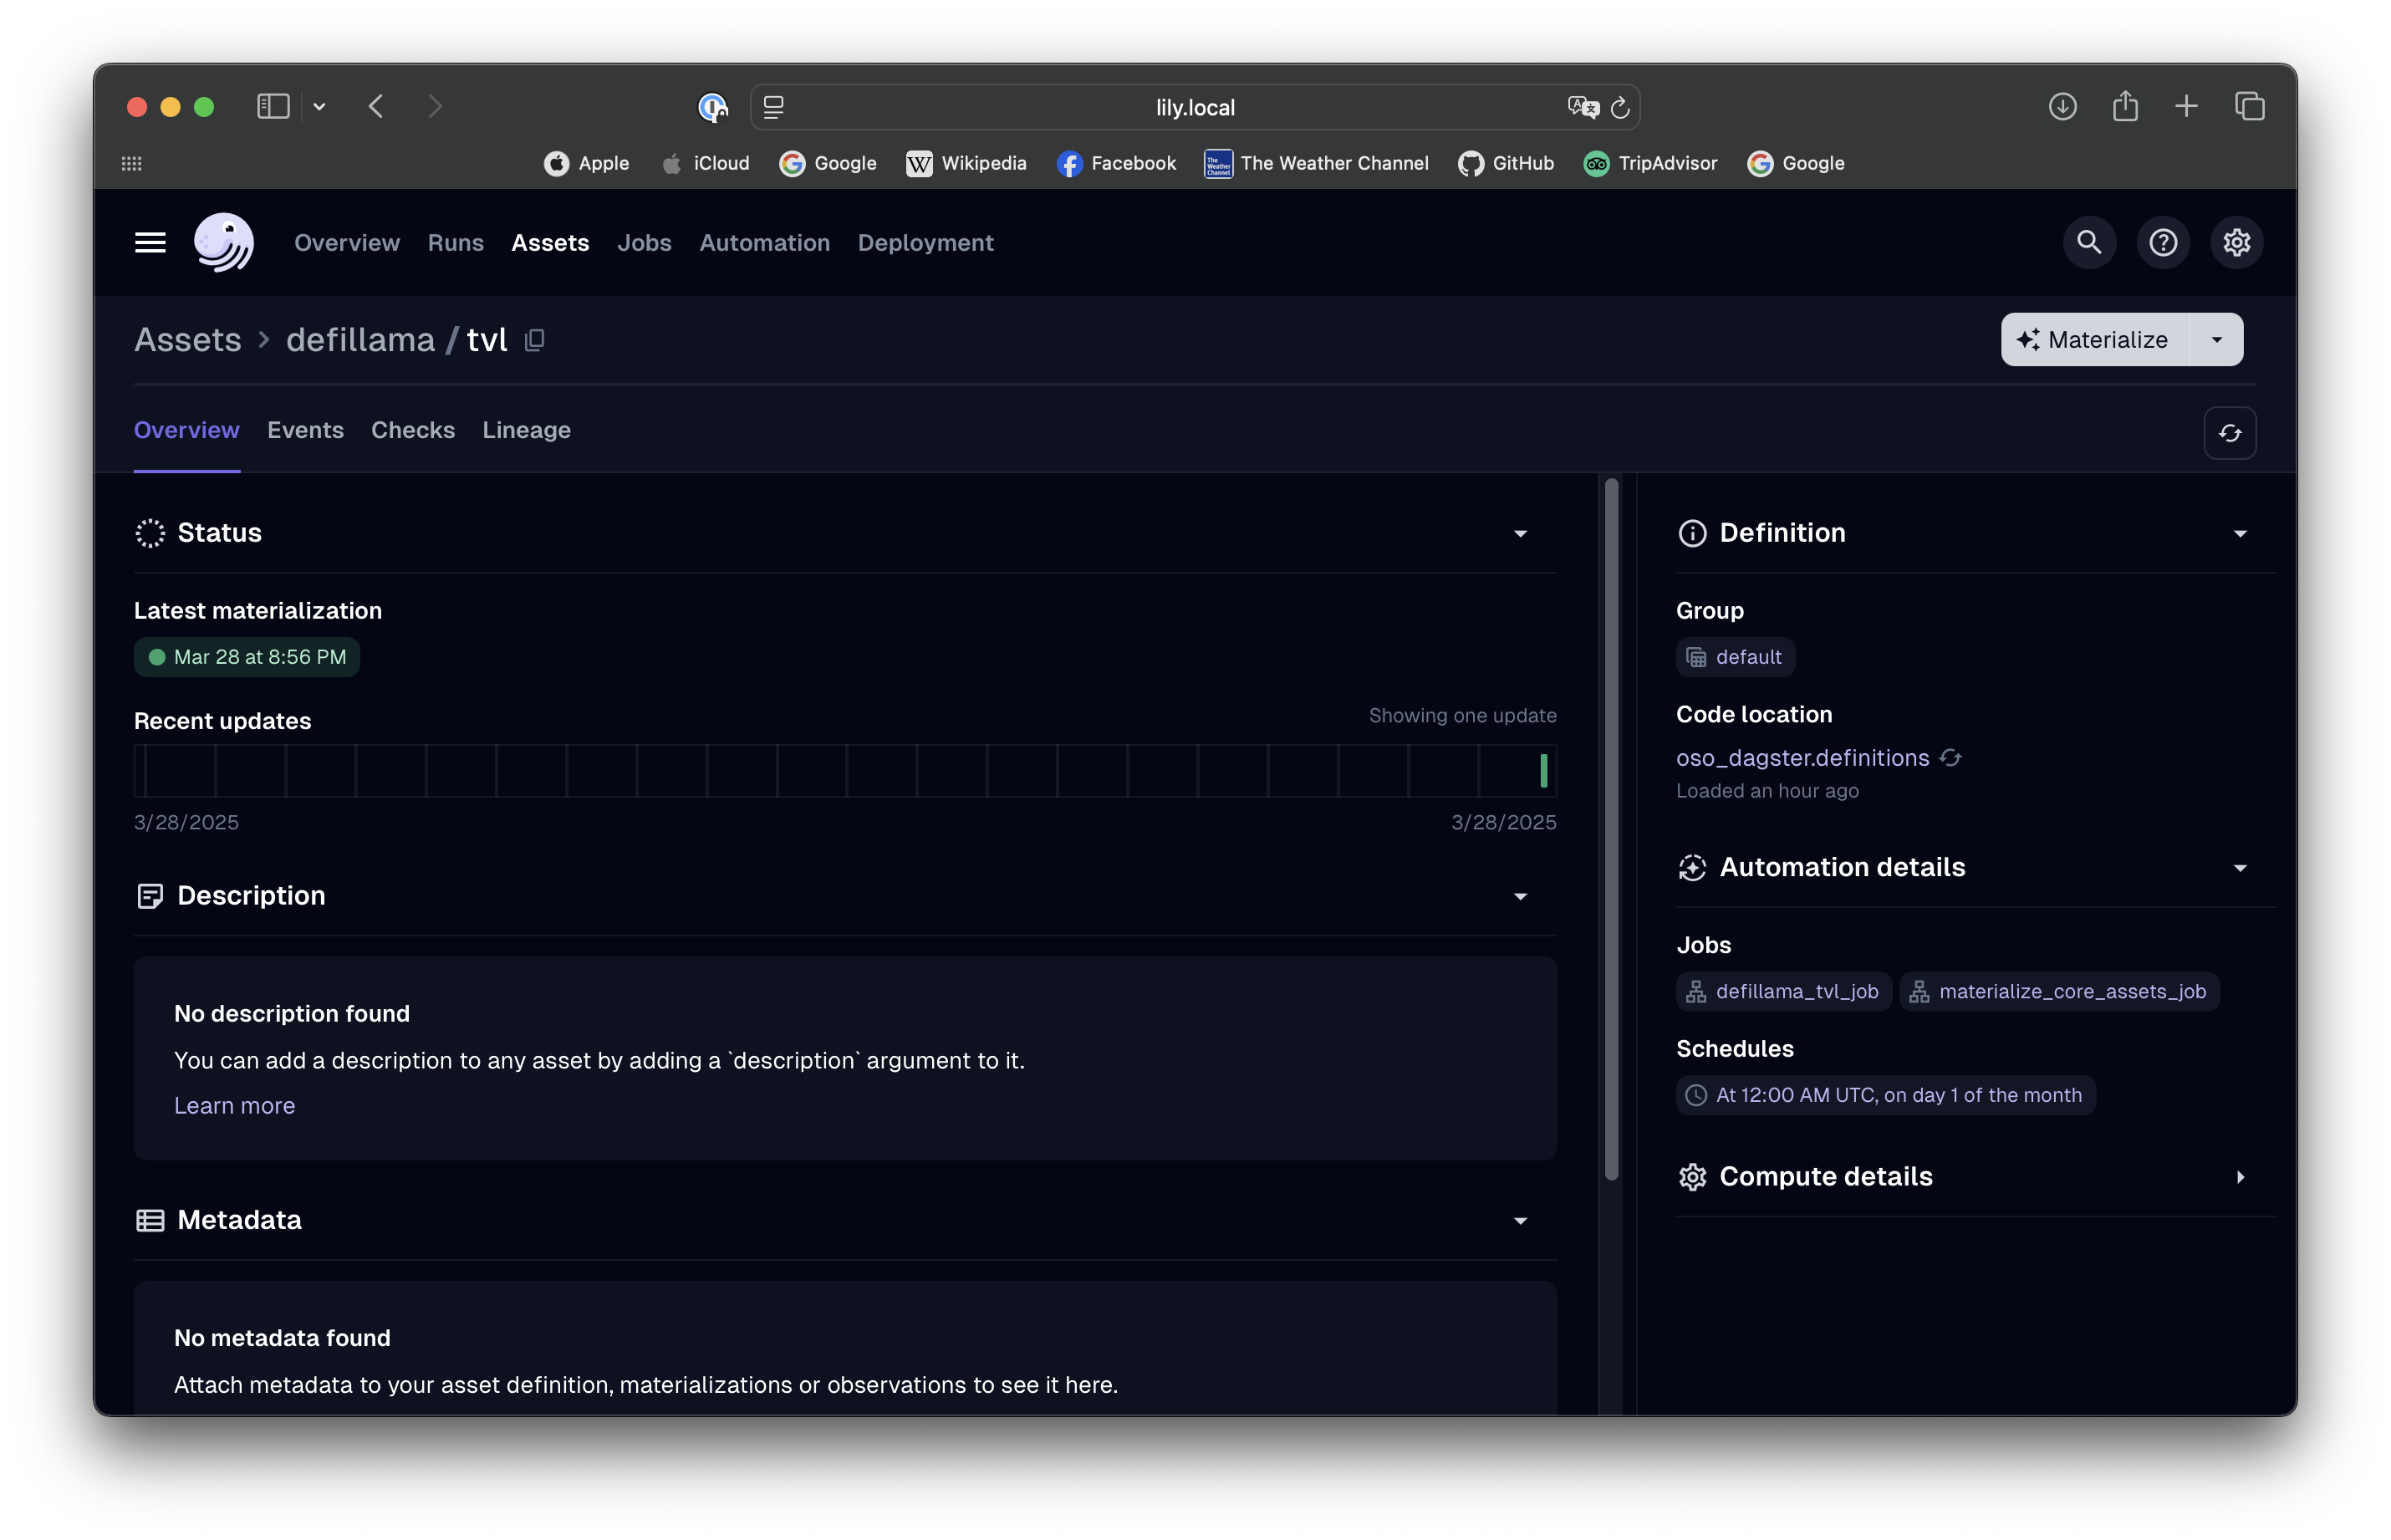 lily.local
Apple iCloud Google Wikipedia Facebook The Weather Channel GitHub TripAdvisor Google
Overview Runs Assets Jobs Automation Deployment
Assets > defillama / tvl
Materialize
Overview Events Checks Lineage
Status
Latest materialization
Mar 28 at 8:56 PM
Recent updates
Showing one update
3/28/2025
3/28/2025
Description
No description found
You can add a description to any asset by adding a `description` argument to it.
Learn more
Metadata
No metadata found
Attach metadata to your asset definition, materializations or observations to see it here.
Definition
Group
default
Code location
oso_dagster.definitions
Loaded an hour ago
Automation details
Jobs
defillama_tvl_job materialize_core_assets_job
Schedules
At 12:00 AM UTC, on day 1 of the month
Compute details